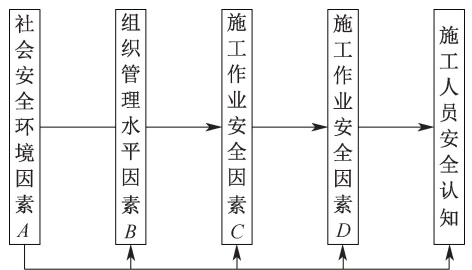 社会安全环境因素A
组织管理水平因素B
施工作业安全因素C
施工作业安全因素D
施工人员安全认知